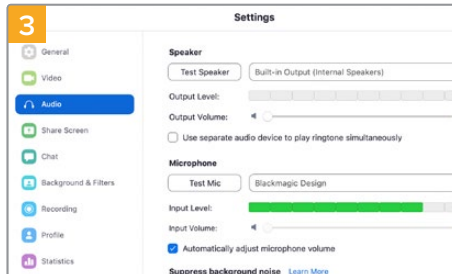 3
Settings
General
Video
Audio
Share Screen
Chat
Background & Filters
Recording
Profile
Statistics
Speaker
Test Speaker
Built-in Output (Internal Speakers)
Output Level:
Output Volume:
Use separate audio device to play ringtone simultaneously
Microphone
Test Mic
Blackmagic Design
Input Level:
Input Volume:
Automatically adjust microphone volume
Suppress background noise Learn More